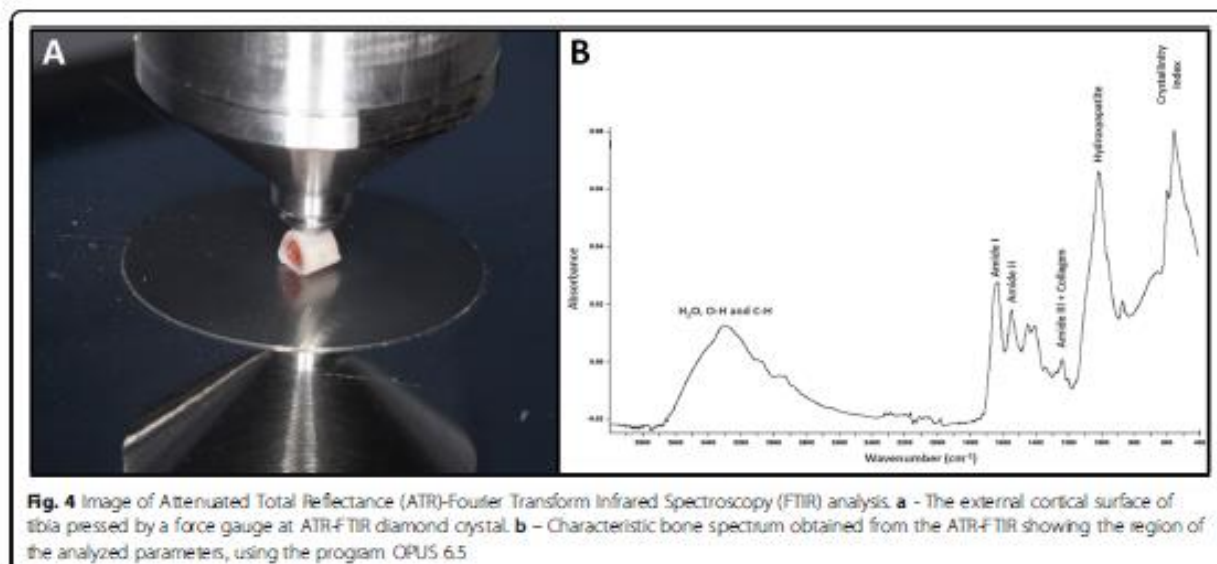 A
B
Crystallinity
Index
Hydroxyapatite
Amide I
Amide II
Amide III + Collagen
H₂O, O-H and C-H
Absorbance
Wavenumber (cm⁻¹)
Fig. 4 Image of Attenuated Total Reflectance (ATR)-Fourier Transform Infrared Spectroscopy (FTIR) analysis. a - The external cortical surface of
tibia pressed by a force gauge at ATR-FTIR diamond crystal. b – Characteristic bone spectrum obtained from the ATR-FTIR showing the region of
the analyzed parameters, using the program OPUS 6.5